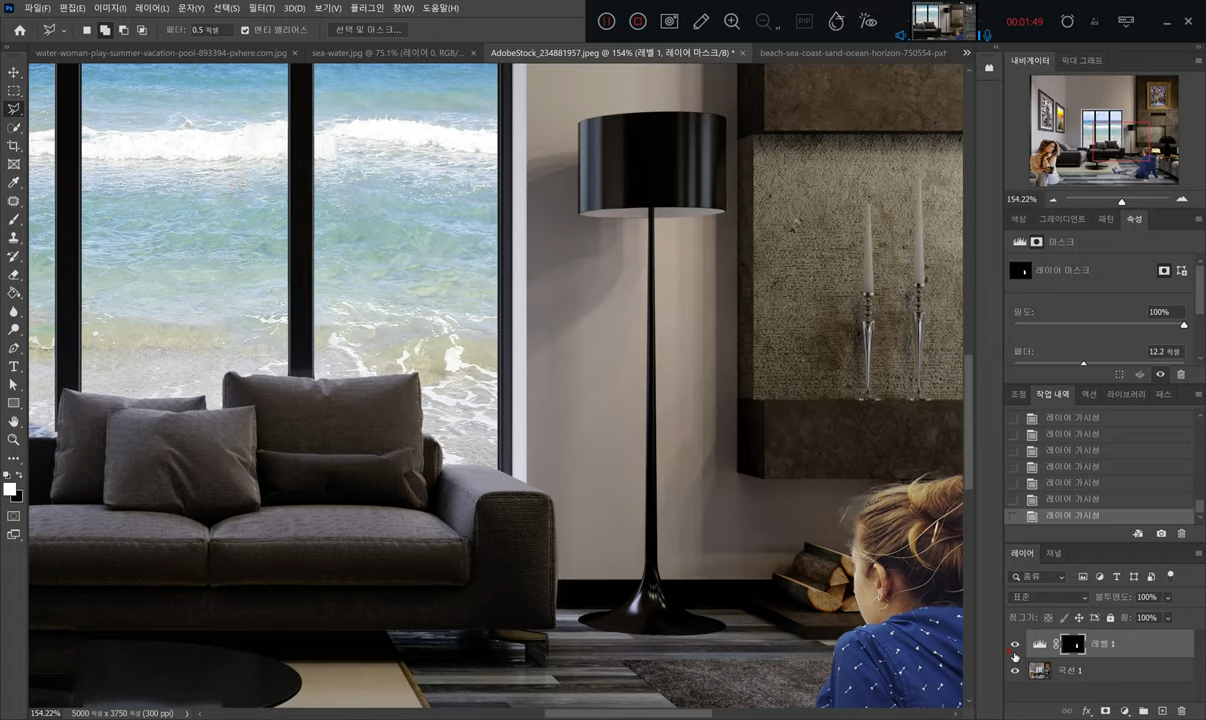 Ps 파일(F) 편집(E) 이미지(I) 레이어(L) 문자(Y) 선택(S) 필터(T) 3D(D) 보기(V) 플러그인 창(W) 도움말(H)
PIP 00:01:49
페더: 0.5 픽셀 안티 앨리어스 선택 및 마스크...
water-woman-play-summer-vacation-pool-893394-pxhere.com.jpg × sea-water.jpg @ 75.1% (레이어 0, RGB/... × AdobeStock_234881957.jpeg @ 154% (레벨 1, 레이어 마스크/8) * × beach-sea-coast-sand-ocean-horizon-750554-pxh
내비게이터 막대 그래프
154.22%
색상 그레이디언트 패턴 속성
마스크
레이어 마스크
밀도: 100%
페더: 12.2 픽셀
조정 작업 내역 액션 라이브러리 패스
레이어 가시성
레이어 가시성
레이어 가시성
레이어 가시성
레이어 가시성
레이어 가시성
레이어 가시성
레이어 채널
종류
표준 불투명도: 100%
잠그기: 칠: 100%
레벨 1
곡선 1
fx
154.22% 5000 픽셀 x 3750 픽셀 (300 ppi)